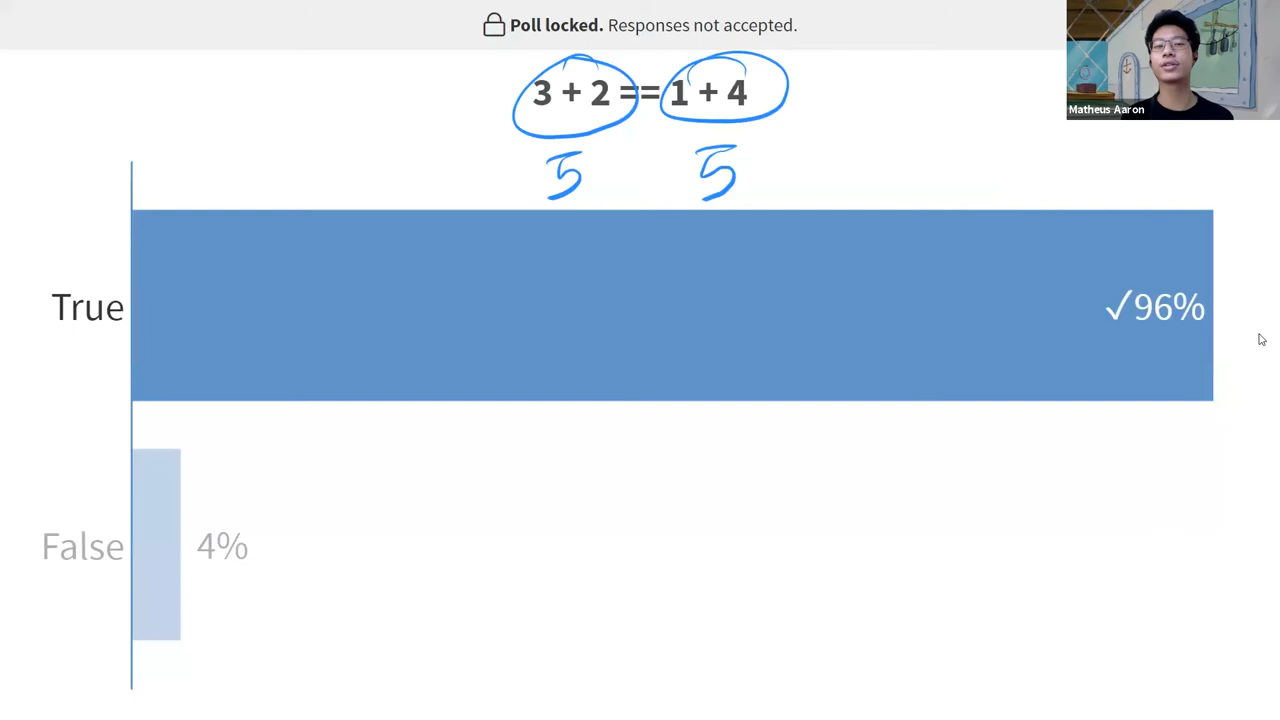 Poll locked. Responses not accepted.
Matheus Aaron
3 + 2 == 1 + 4
5 5
True ✓96%
False 4%